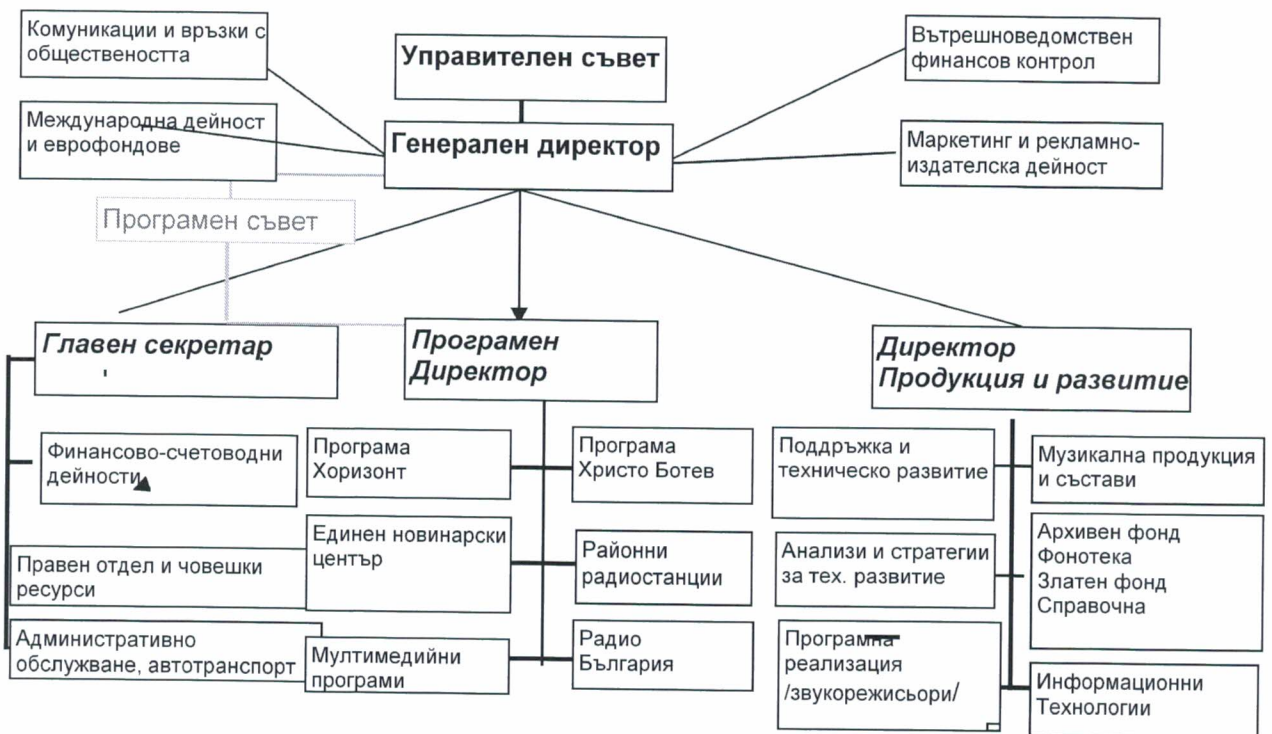 Комуникации и връзки с
обществеността
Управителен съвет
Вътрешноведомствен
финансов контрол
Международна дейност
и еврофондове
Генерален директор
Маркетинг и рекламно-
издателска дейност
Програмен съвет
Главен секретар
Програмен
Директор
Директор
Продукция и развитие
Финансово-счетоводни
дейности
Правен отдел и човешки
ресурси
Административно
обслужване, автотранспорт
Програма
Хоризонт
Програма
Христо Ботев
Единен новинарски
център
Районни
радиостанции
Мултимедийни
програми
Радио
България
Поддръжка и
техническо развитие
Музикална продукция
и състави
Анализи и стратегии
за тех. развитие
Архивен фонд
Фонотека
Златен фонд
Справочна
Програмна
реализация
/звукорежисьори/
Информационни
Технологии